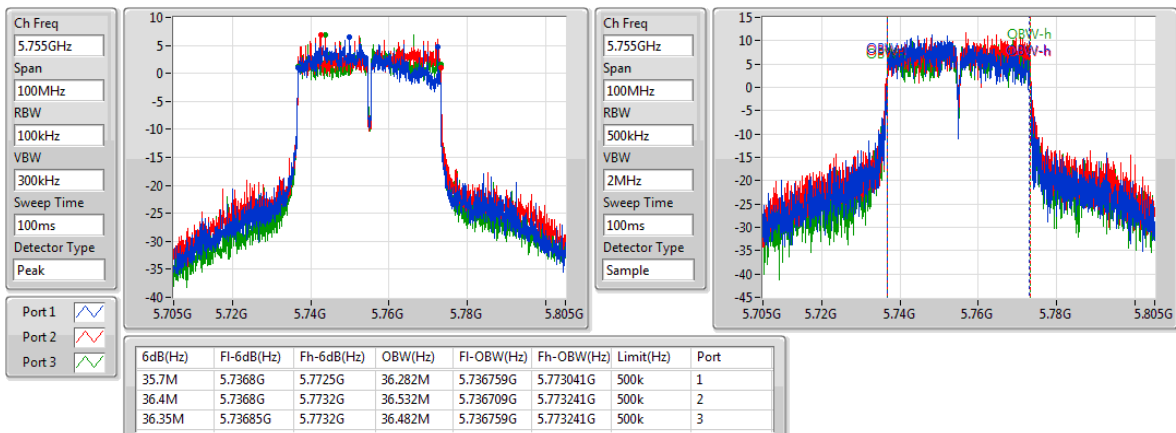 Ch Freq
5.755GHz
Span
100MHz
RBW
100kHz
VBW
300kHz
Sweep Time
100ms
Detector Type
Peak
Port 1
Port 2
Port 3
10
5
0
-5
-10
-15
-20
-25
-30
-35
-40
5.705G 5.72G 5.74G 5.76G 5.78G 5.805G
Ch Freq
5.755GHz
Span
100MHz
RBW
500kHz
VBW
2MHz
Sweep Time
100ms
Detector Type
Sample
15
10
5
0
-5
-10
-15
-20
-25
-30
-35
-40
-45
OBW-h
OBW-h
5.705G 5.72G 5.74G 5.76G 5.78G 5.805G
6dB(Hz) Fl-6dB(Hz) Fh-6dB(Hz) OBW(Hz) Fl-OBW(Hz) Fh-OBW(Hz) Limit(Hz) Port
35.7M 5.7368G 5.7725G 36.282M 5.736759G 5.773041G 500k 1
36.4M 5.7368G 5.7732G 36.532M 5.736709G 5.773241G 500k 2
36.35M 5.73685G 5.7732G 36.482M 5.736759G 5.773241G 500k 3